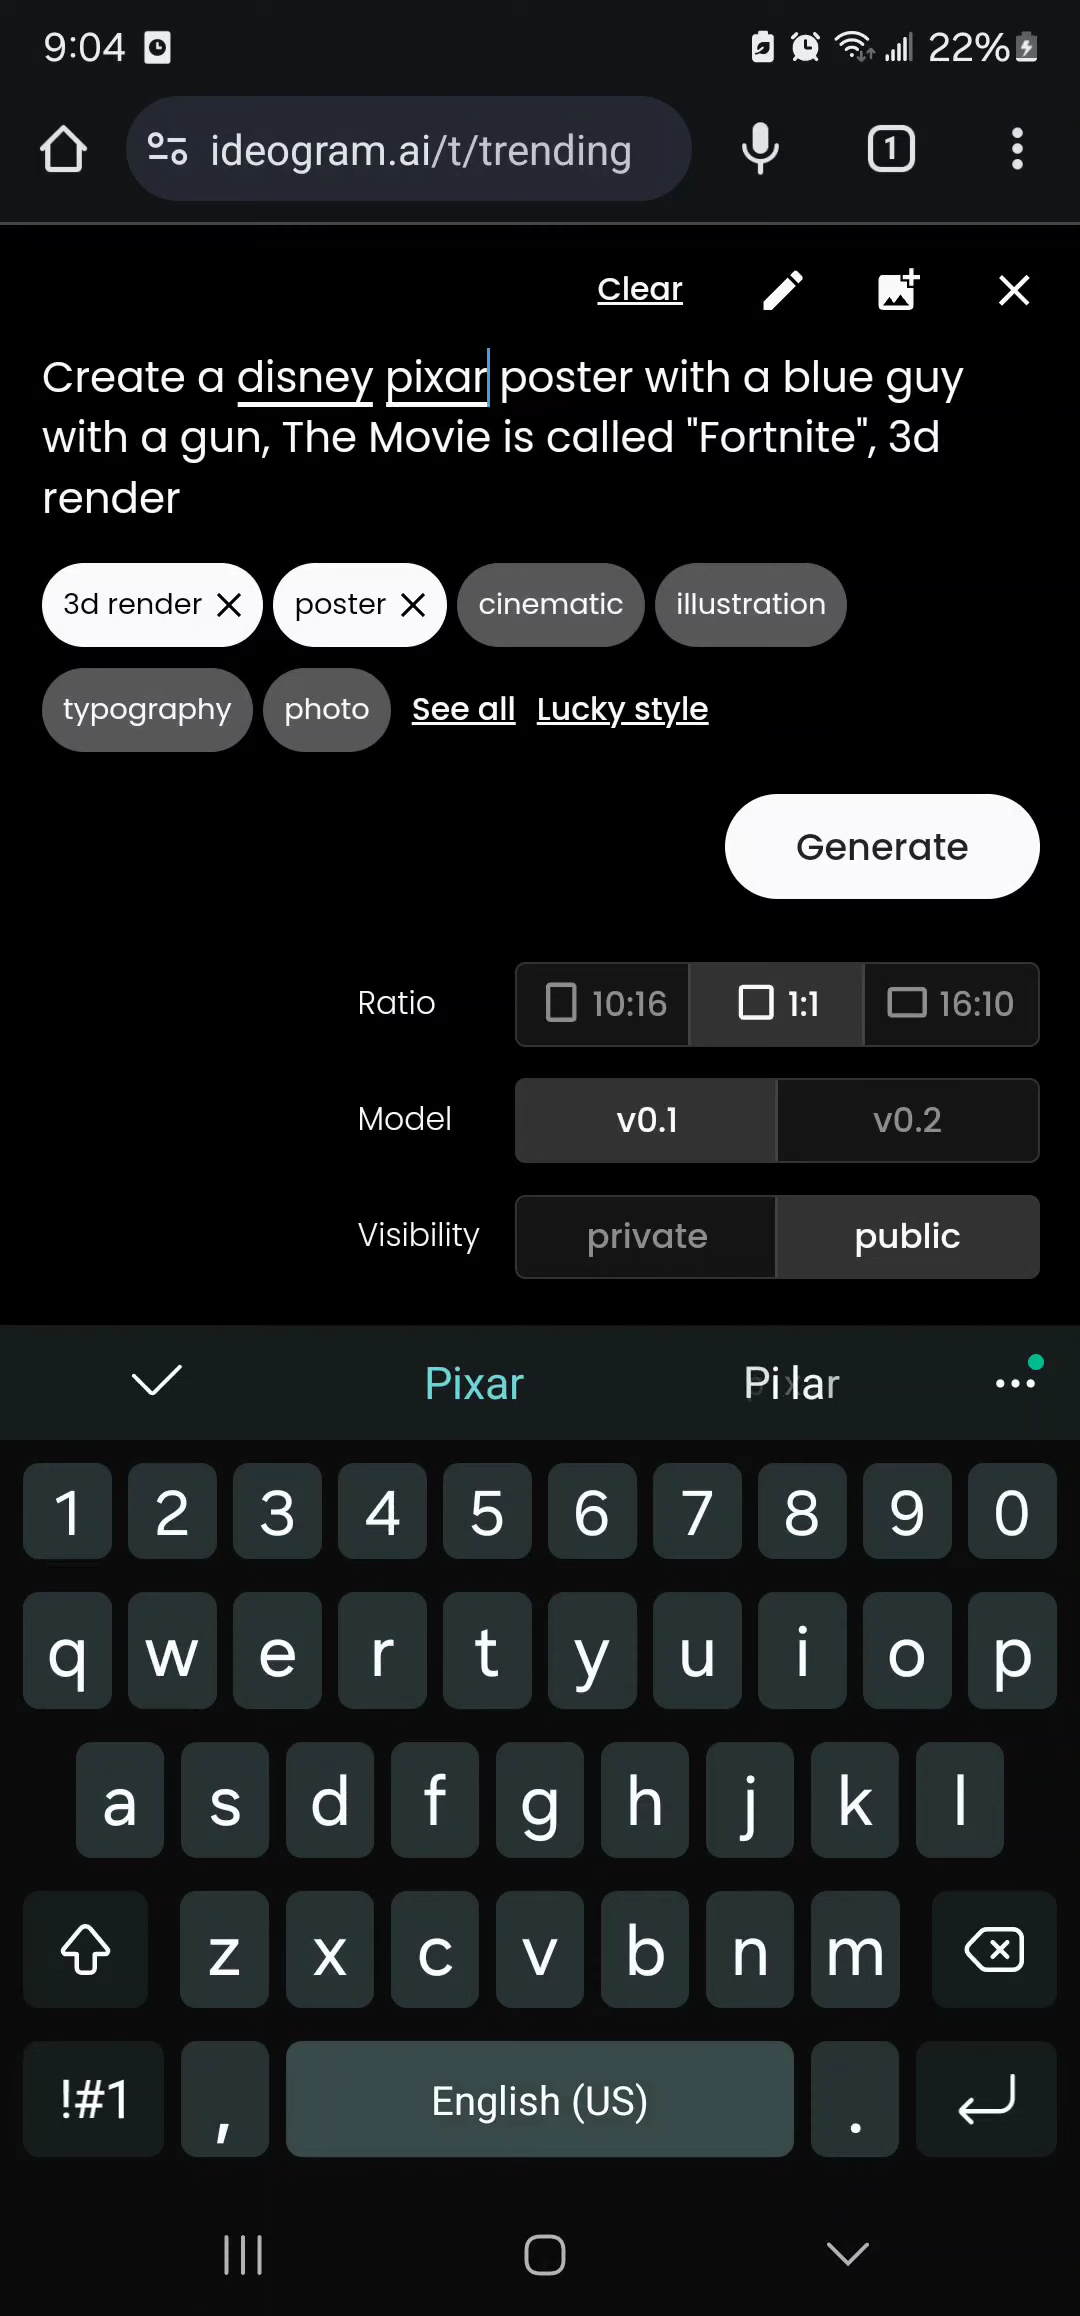 9:04
22%
ideogram.ai/t/trending
1
Clear
Create a disney pixar poster with a blue guy
with a gun, The Movie is called "Fortnite", 3d
render
3d render poster cinematic illustration
typography photo See all Lucky style
Generate
Ratio 10:16 1:1 16:10
Model v0.1 v0.2
Visibility private public
Pixar
1 2 3 4 5 6 7 8 9 0
q w e r t y u i o p
a s d f g h j k l
z x c v b n m
!#1 , English (US) .